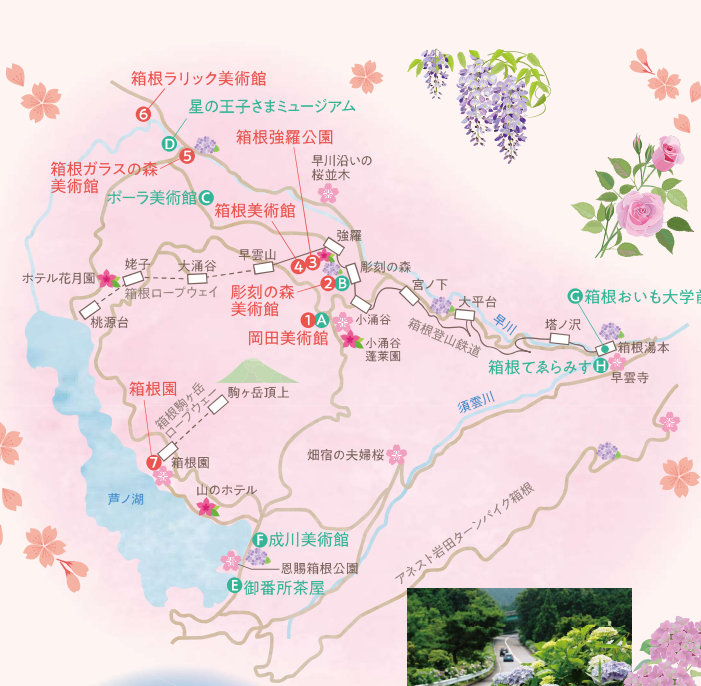 箱根ラリック美術館
6
星の王子さまミュージアム
D
箱根強羅公園
5
早川沿いの
桜並木
箱根ガラスの森
美術館
ポーラ美術館 C
箱根美術館
強羅
早雲山
4 3
彫刻の森
姥子
大涌谷
ホテル花月園
箱根ロープウェイ
2 B
宮ノ下
彫刻の森
美術館
大平台
G 箱根おいも大学前
桃源台
1 A
小涌谷
早川
塔ノ沢
岡田美術館
小涌谷
蓬莱園
箱根登山鉄道
箱根湯本
箱根てゑらみす H
早雲寺
箱根園
箱根駒ヶ岳
ロープウェー
駒ヶ岳頂上
須雲川
畑宿の夫婦桜
7
箱根園
山のホテル
芦ノ湖
アネスト岩田ターンパイク箱根
F 成川美術館
恩賜箱根公園
E 御番所茶屋